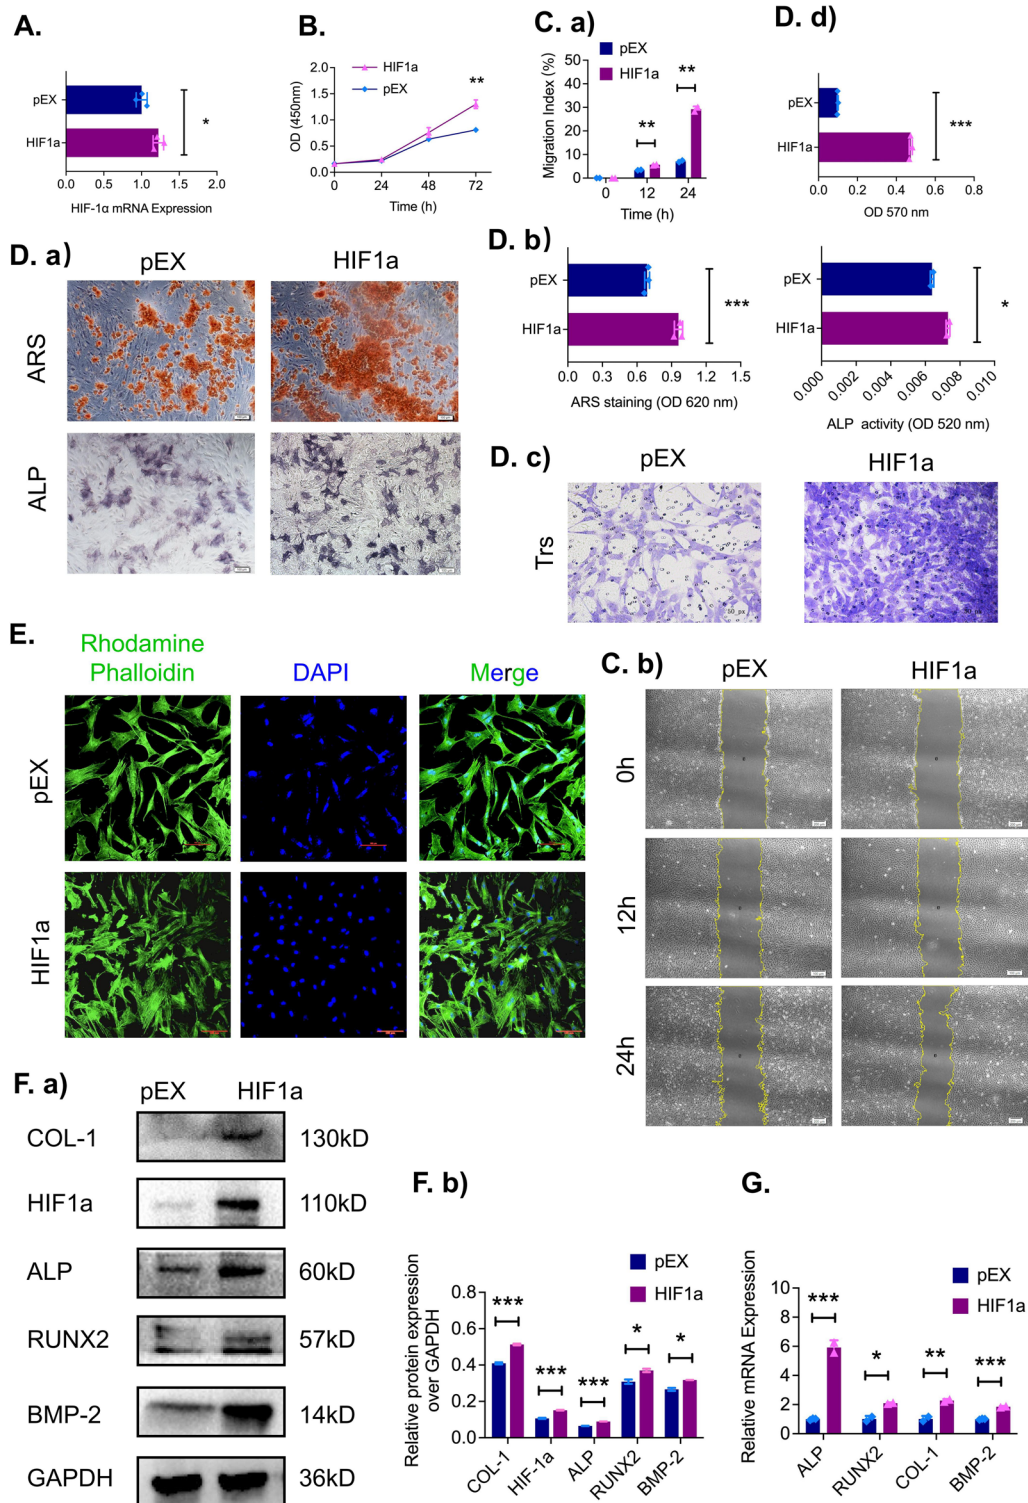 A.
pEX
HIF1a
0.0 0.5 1.0 1.5 2.0
HIF-1α mRNA Expression
*
B.
HIF1a
pEX
OD (450nm)
2.0
1.5
1.0
0.5
0.0
0 24 48 72
Time (h)
**
C. a)
pEX
HIF1a
Migration Index (%)
50
40
30
20
10
0
0 12 24
Time (h)
**
**
D. d)
pEX
HIF1a
***
0.0 0.2 0.4 0.6 0.8
OD 570 nm
D. a)
pEX HIF1a
ARS
ALP
D. b)
pEX
HIF1a
***
0.0 0.3 0.6 0.9 1.2 1.5
ARS staining (OD 620 nm)
pEX
HIF1a
*
0.000 0.002 0.004 0.006 0.008 0.010
ALP activity (OD 520 nm)
D. c)
pEX HIF1a
Trs
50 px
E.
Rhodamine
Phalloidin
DAPI
Merge
pEX
HIF1a
C. b)
pEX HIF1a
0h
12h
24h
F. a)
pEX HIF1a
COL-1 130kD
HIF1a 110kD
ALP 60kD
RUNX2 57kD
BMP-2 14kD
GAPDH 36kD
F. b)
pEX
HIF1a
Relative protein expression
over GAPDH
0.8
0.6
0.4
0.2
0.0
***
***
***
*
*
COL-1 HIF-1a ALP RUNX2 BMP-2
G.
pEX
HIF1a
Relative mRNA Expression
10
8
6
4
2
0
***
*
**
***
ALP RUNX2 COL-1 BMP-2